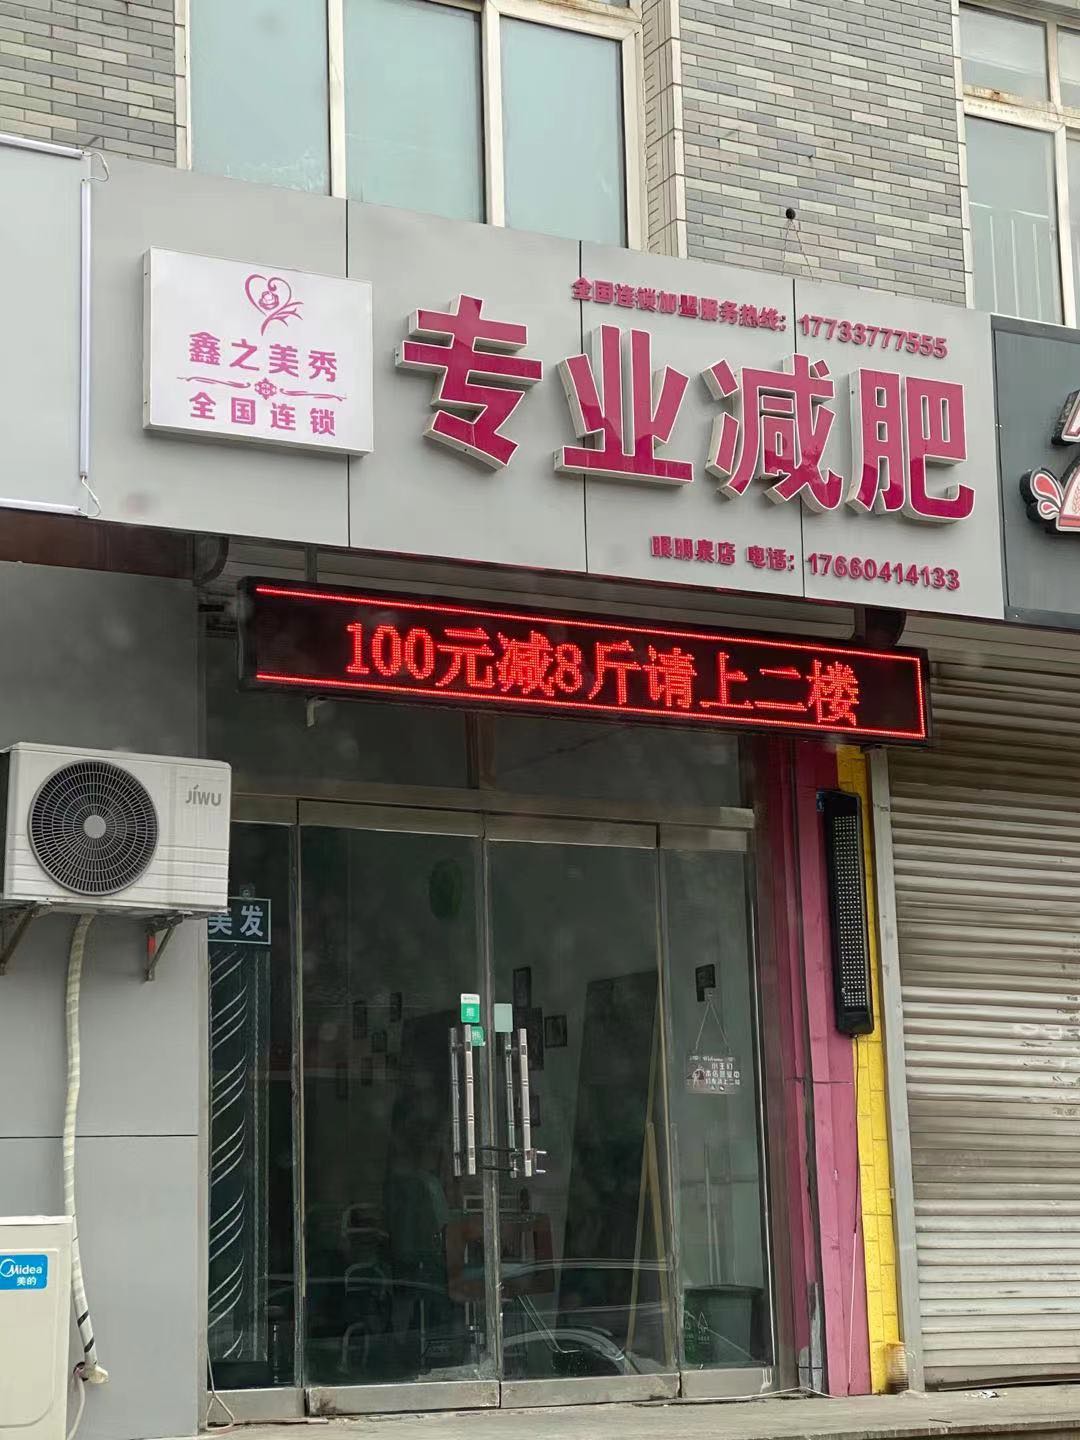 全国连锁加盟服务热线：17733777555
鑫之美秀
全国连锁
专业减肥
眼明泉店 电话：17660414133
100元减8斤请上二楼
JIWU
美发
Midea
美的
Welcome